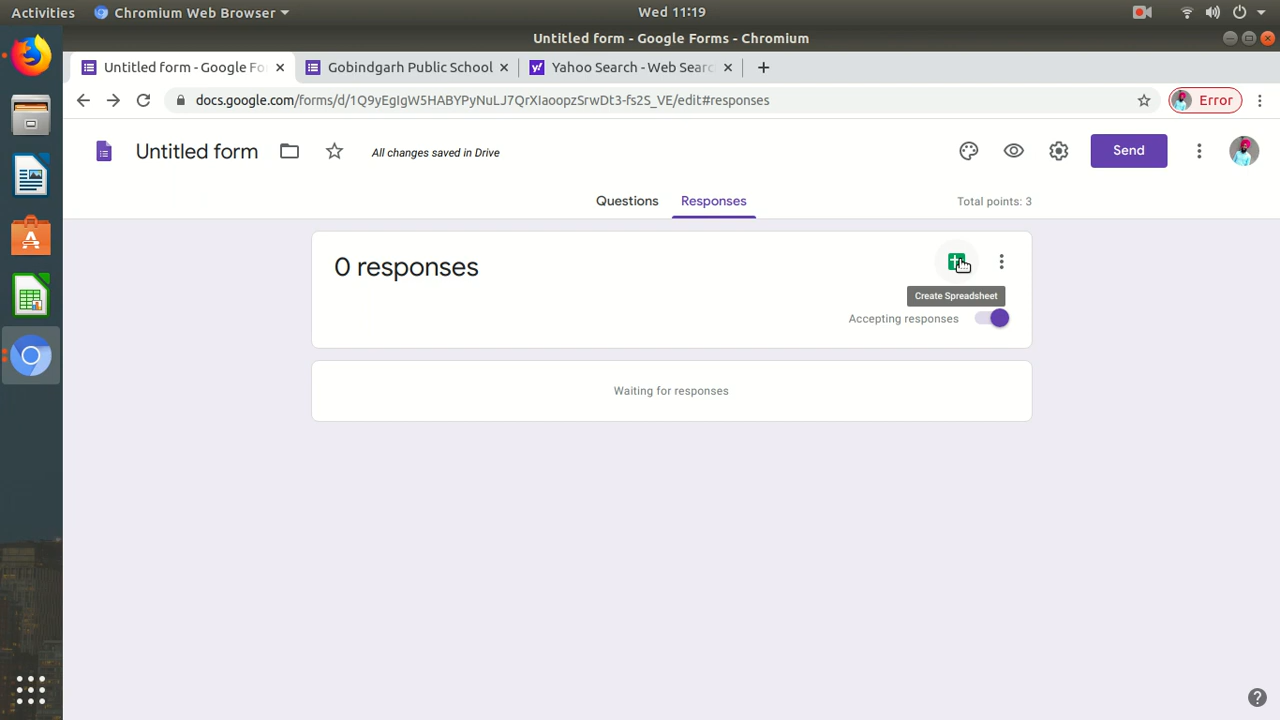 Activities
Chromium Web Browser
Wed 11:19
Untitled form - Google Forms - Chromium
Untitled form - Google Fo
Gobindgarh Public School
Yahoo Search - Web Searc
docs.google.com/forms/d/1Q9yEgIgW5HABYPyNuLJ7QrXIaoopzSrwDt3-fs2S_VE/edit#responses
Error
Untitled form
All changes saved in Drive
Send
Questions
Responses
Total points: 3
0 responses
Create Spreadsheet
Accepting responses
Waiting for responses